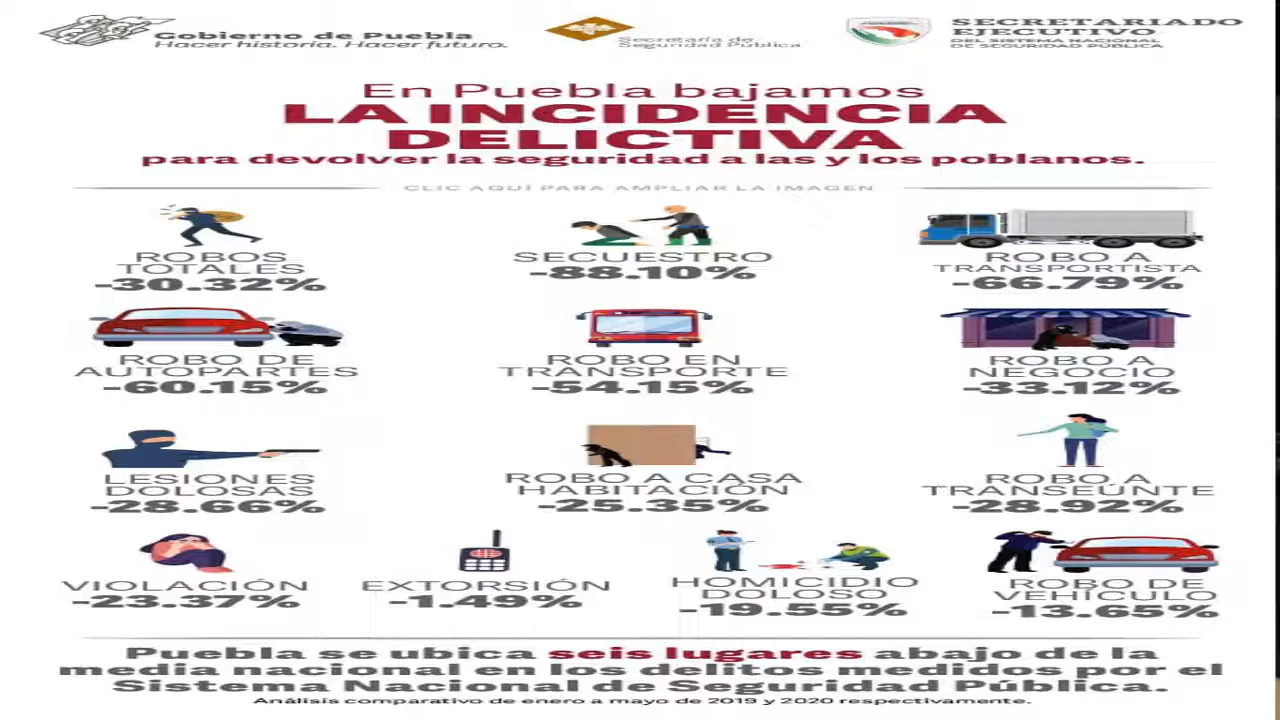 Gobierno de Puebla
Hacer historia. Hacer futuro.
Secretaría de
Seguridad Pública
SECRETARIADO
EJECUTIVO
DEL SISTEMA NACIONAL
DE SEGURIDAD PÚBLICA
En Puebla bajamos
LA INCIDENCIA
DELICTIVA
para devolver la seguridad a las y los poblanos.
CLIC AQUÍ PARA AMPLIAR LA IMAGEN
ROBOS
TOTALES
-30.32%
SECUESTRO
-88.10%
ROBO A
TRANSPORTISTA
-66.79%
ROBO DE
AUTOPARTES
-60.15%
ROBO EN
TRANSPORTE
-54.15%
ROBO A
NEGOCIO
-33.12%
LESIONES
DOLOSAS
-28.66%
ROBO A CASA
HABITACIÓN
-25.35%
ROBO A
TRANSEÚNTE
-28.92%
VIOLACIÓN
-23.37%
EXTORSIÓN
-1.49%
HOMICIDIO
DOLOSO
-19.55%
ROBO DE
VEHÍCULO
-13.65%
Puebla se ubica seis lugares abajo de la
media nacional en los delitos medidos por el
Sistema Nacional de Seguridad Pública.
Análisis comparativo de enero a mayo de 2019 y 2020 respectivamente.